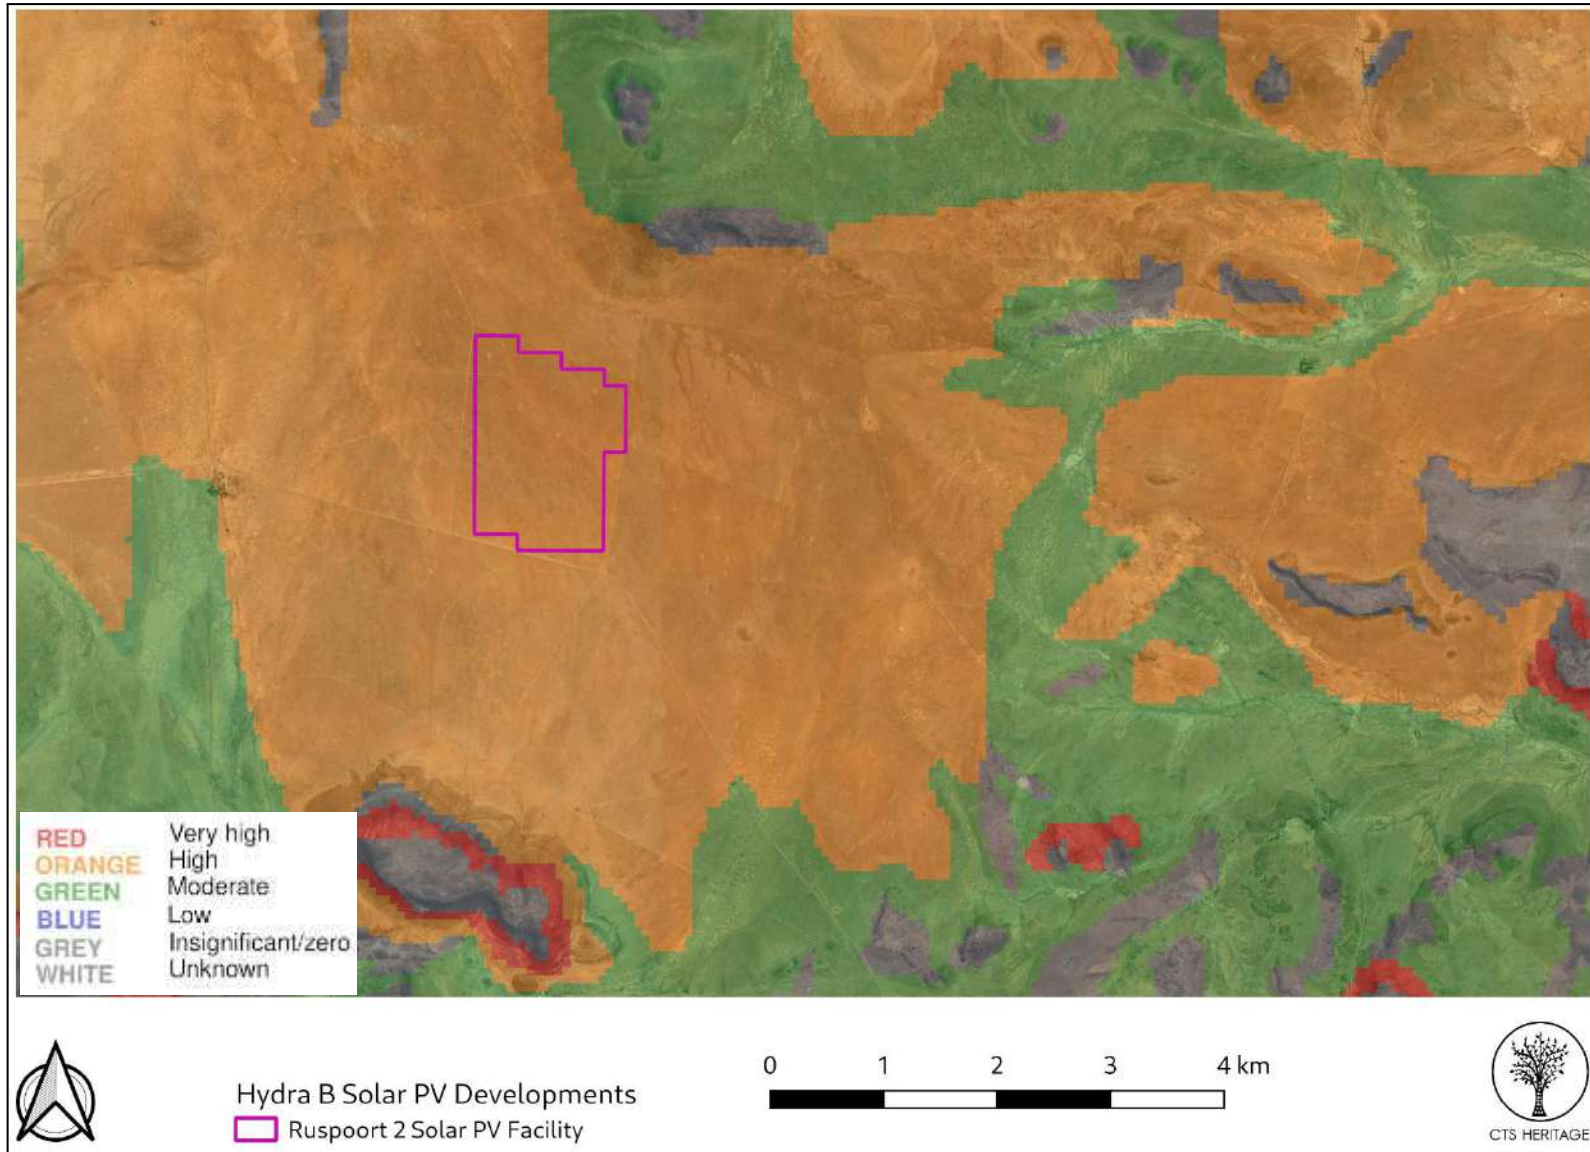 RED Very high
ORANGE High
GREEN Moderate
BLUE Low
GREY Insignificant/zero
WHITE Unknown
0 1 2 3 4 km
Hydra B Solar PV Developments
Ruspoort 2 Solar PV Facility
CTS HERITAGE